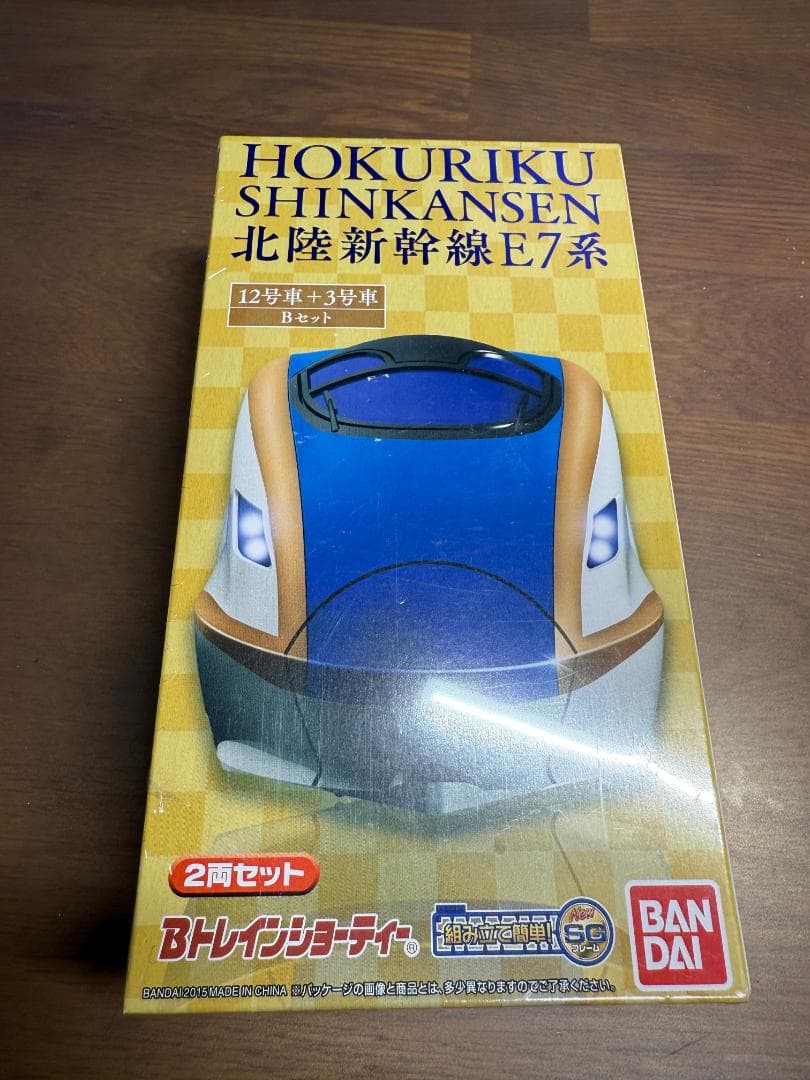 HOKURIKU
SHINKANSEN
北陸新幹線E7系
12号車+3号車
Bセット
2両セット
Bトレインショーティー®
組み立て簡単!
New
SG
フレーム
BAN
DAI
BANDAI 2015 MADE IN CHINA ※パッケージの画像と商品とは、多少異なりますのでご了承ください。